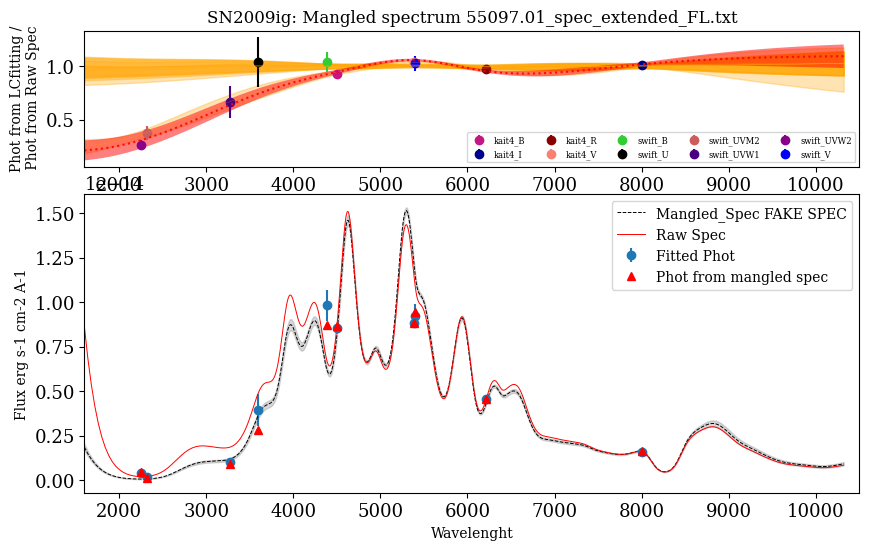 SN2009ig: Mangled spectrum 55097.01_spec_extended_FL.txt
Phot from LCfitting /
Phot from Raw Spec
1.0
0.5
kait4_B kait4_R swift_B swift_UVM2 swift_UVW2
kait4_I kait4_V swift_U swift_UVW1 swift_V
2000 3000 4000 5000 6000 7000 8000 9000 10000
1e−14
Flux erg s-1 cm-2 A-1
1.50
1.25
1.00
0.75
0.50
0.25
0.00
Mangled_Spec FAKE SPEC
Raw Spec
Fitted Phot
Phot from mangled spec
2000 3000 4000 5000 6000 7000 8000 9000 10000
Wavelenght